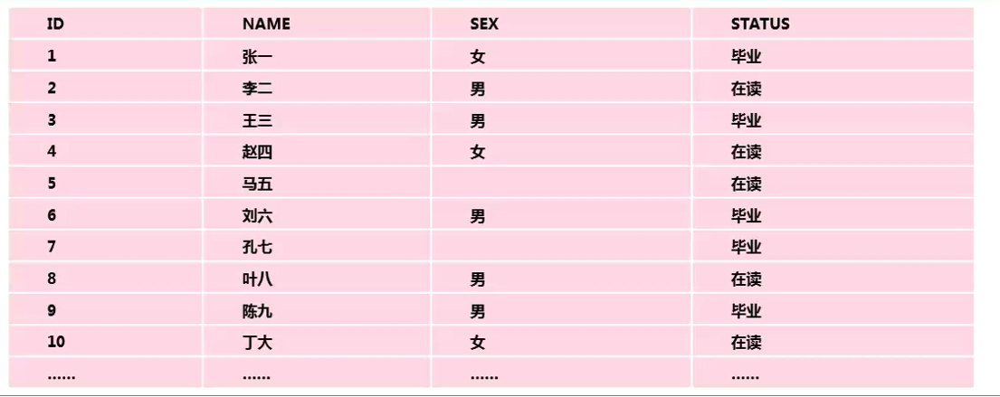 ID NAME SEX STATUS
1 张一 女 毕业
2 李二 男 在读
3 王三 男 毕业
4 赵四 女 在读
5 马五 在读
6 刘六 男 毕业
7 孔七 毕业
8 叶八 男 在读
9 陈九 男 毕业
10 丁大 女 在读
...... ...... ...... ......